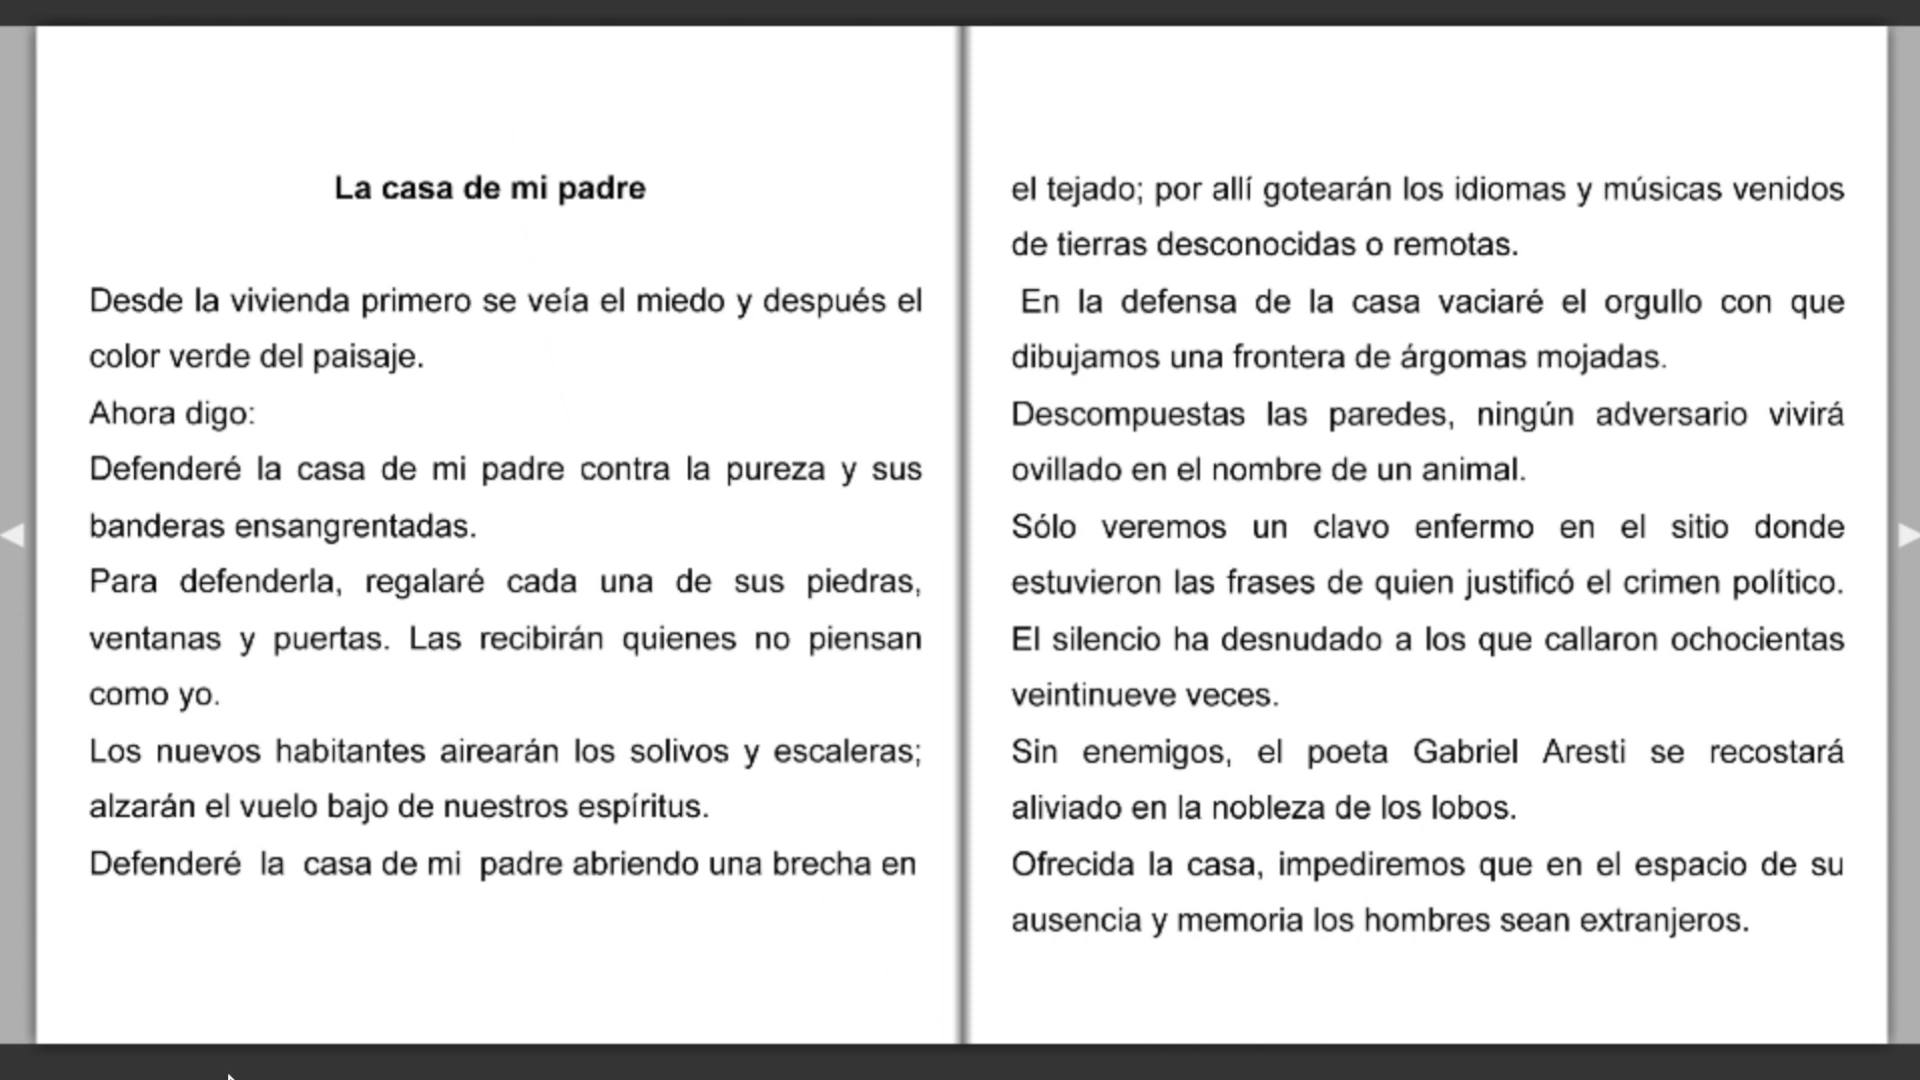 La casa de mi padre
Desde la vivienda primero se veía el miedo y después el
color verde del paisaje.
Ahora digo:
Defenderé la casa de mi padre contra la pureza y sus
banderas ensangrentadas.
Para defenderla, regalaré cada una de sus piedras,
ventanas y puertas. Las recibirán quienes no piensan
como yo.
Los nuevos habitantes airearán los solivos y escaleras;
alzarán el vuelo bajo de nuestros espíritus.
Defenderé la casa de mi padre abriendo una brecha en
el tejado; por allí gotearán los idiomas y músicas venidos
de tierras desconocidas o remotas.
En la defensa de la casa vaciaré el orgullo con que
dibujamos una frontera de árgomas mojadas.
Descompuestas las paredes, ningún adversario vivirá
ovillado en el nombre de un animal.
Sólo veremos un clavo enfermo en el sitio donde
estuvieron las frases de quien justificó el crimen político.
El silencio ha desnudado a los que callaron ochocientas
veintinueve veces.
Sin enemigos, el poeta Gabriel Aresti se recostará
aliviado en la nobleza de los lobos.
Ofrecida la casa, impediremos que en el espacio de su
ausencia y memoria los hombres sean extranjeros.